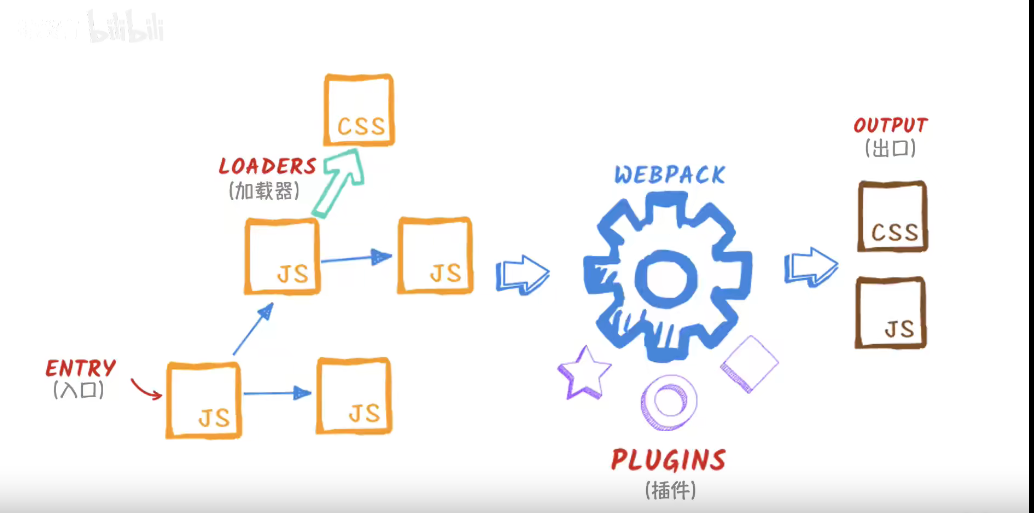 bilibili
CSS
LOADERS
(加载器)
JS
JS
ENTRY
(入口)
JS
JS
WEBPACK
PLUGINS
(插件)
OUTPUT
(出口)
CSS
JS